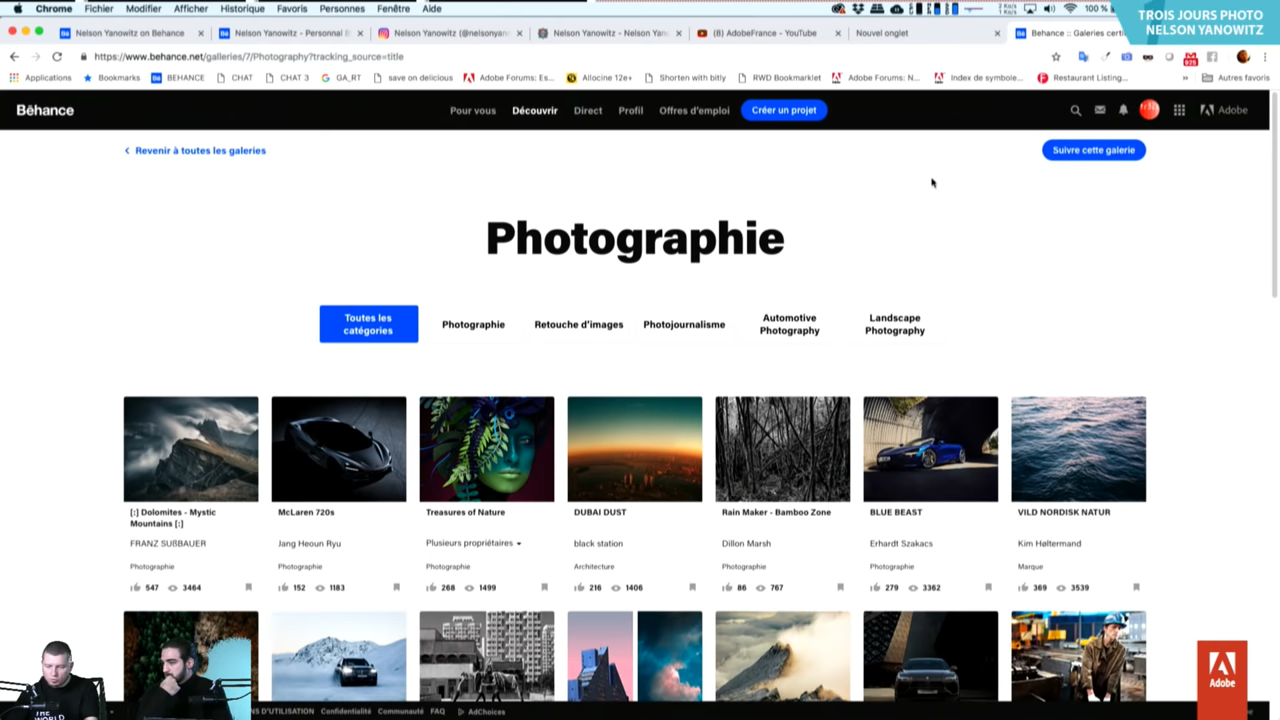 Chrome Fichier Modifier Afficher Historique Favoris Personnes Fenêtre Aide
100 %
TROIS JOURS PHOTO
NELSON YANOWITZ
Nelson Yanowitz on Behance
Nelson Yanowitz - Personnal B
Nelson Yanowitz (@nelsonyan
Nelson Yanowitz - Nelson Yan
(8) AdobeFrance - YouTube
Nouvel onglet
Behance :: Galeries certi
https://www.behance.net/galleries/7/Photography?tracking_source=title
Applications Bookmarks BEHANCE CHAT CHAT 3 GA_RT save on delicious Adobe Forums: Es... Allocine 12e+ Shorten with bitly RWD Bookmarklet Adobe Forums: N... Index de symbole... Restaurant Listing... » Autres favoris
Bēhance
Pour vous Découvrir Direct Profil Offres d'emploi Créer un projet
Adobe
Revenir à toutes les galeries
Suivre cette galerie
Photographie
Toutes les catégories
Photographie
Retouche d'images
Photojournalisme
Automotive Photography
Landscape Photography
[:] Dolomites - Mystic Mountains [:]
FRANZ SUßBAUER
Photographie
547 3464
McLaren 720s
Jang Heoun Ryu
Photographie
152 1183
Treasures of Nature
Plusieurs propriétaires
Photographie
268 1499
DUBAI DUST
black station
Architecture
216 1406
Rain Maker - Bamboo Zone
Dillon Marsh
Photographie
86 767
BLUE BEAST
Erhardt Szakacs
Photographie
279 3362
VILD NORDISK NATUR
Kim Høltermand
Marque
369 3539
THE
WORLD
NS D'UTILISATION Confidentialité Communauté FAQ AdChoices
Adobe